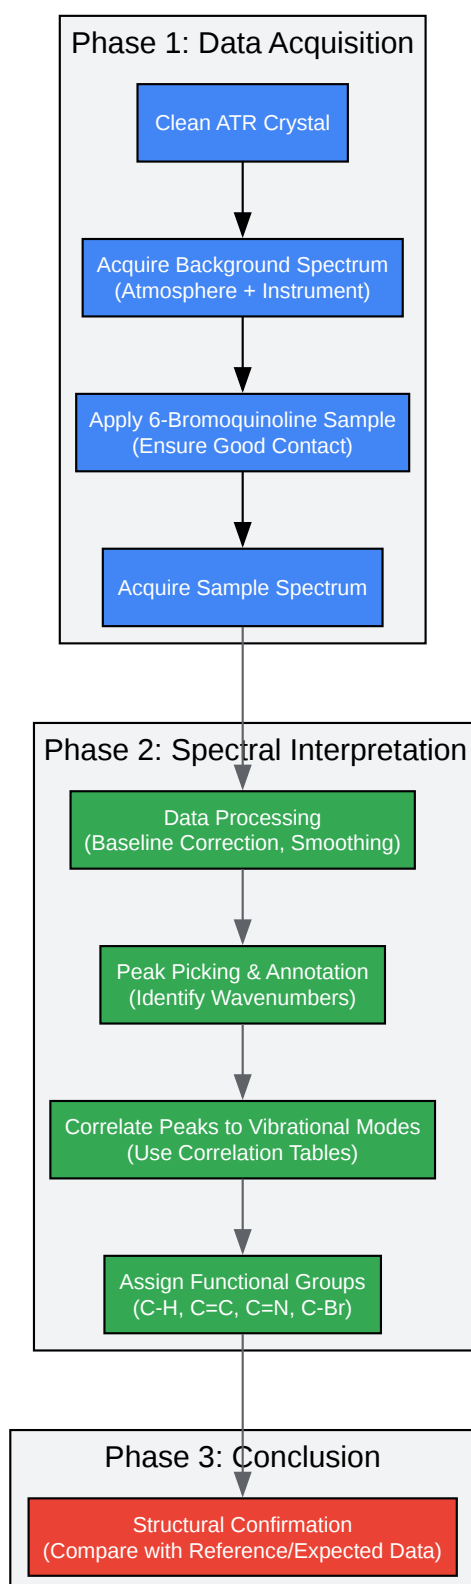 Phase 1: Data Acquisition
Clean ATR Crystal
Acquire Background Spectrum
(Atmosphere + Instrument)
Apply 6-Bromoquinoline Sample
(Ensure Good Contact)
Acquire Sample Spectrum
Phase 2: Spectral Interpretation
Data Processing
(Baseline Correction, Smoothing)
Peak Picking & Annotation
(Identify Wavenumbers)
Correlate Peaks to Vibrational Modes
(Use Correlation Tables)
Assign Functional Groups
(C-H, C=C, C=N, C-Br)
Phase 3: Conclusion
Structural Confirmation
(Compare with Reference/Expected Data)